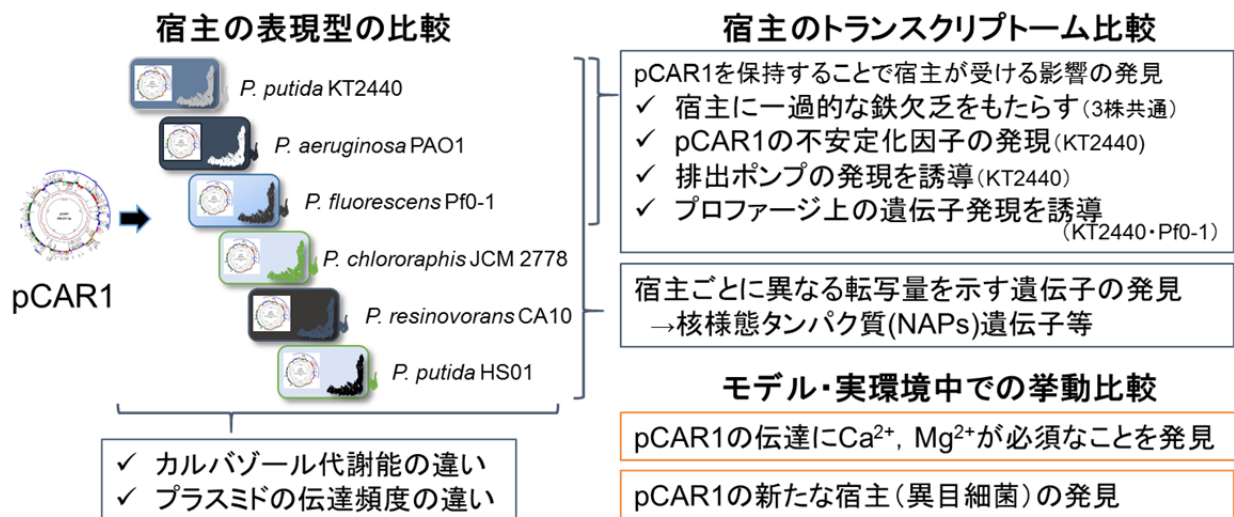 宿主の表現型の比較
pCAR1
P. putida KT2440
P. aeruginosa PAO1
P. fluorescens Pf0-1
P. chlororaphis JCM 2778
P. resinovorans CA10
P. putida HS01
✓ カルバゾール代謝能の違い
✓ プラスミドの伝達頻度の違い
宿主のトランスクリプトーム比較
pCAR1を保持することで宿主が受ける影響の発見
✓ 宿主に一過的な鉄欠乏をもたらす(3株共通)
✓ pCAR1の不安定化因子の発現(KT2440)
✓ 排出ポンプの発現を誘導(KT2440)
✓ プロファージ上の遺伝子発現を誘導
(KT2440・Pf0-1)
宿主ごとに異なる転写量を示す遺伝子の発見
→核様態タンパク質(NAPs)遺伝子等
モデル・実環境中での挙動比較
pCAR1の伝達にCa²⁺, Mg²⁺が必須なことを発見
pCAR1の新たな宿主(異目細菌)の発見